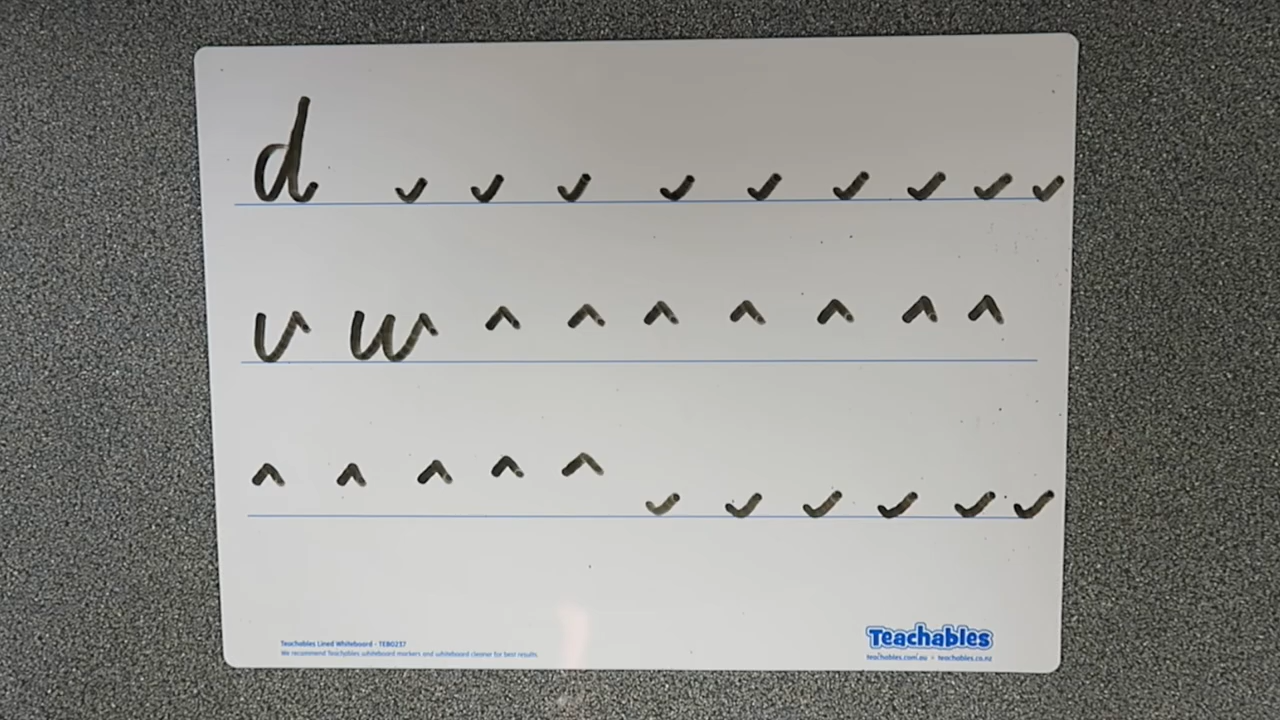 d ✓ ✓ ✓ ✓ ✓ ✓ ✓ ✓ ✓
v w ^ ^ ^ ^ ^ ^ ^
^ ^ ^ ^ ^ ✓ ✓ ✓ ✓ ✓ ✓
Teachables Lined Whiteboard - TEB0237
We recommend Teachables whiteboard markers and whiteboard cleaner for best results
Teachables
teachables.com.au • teachables.co.nz